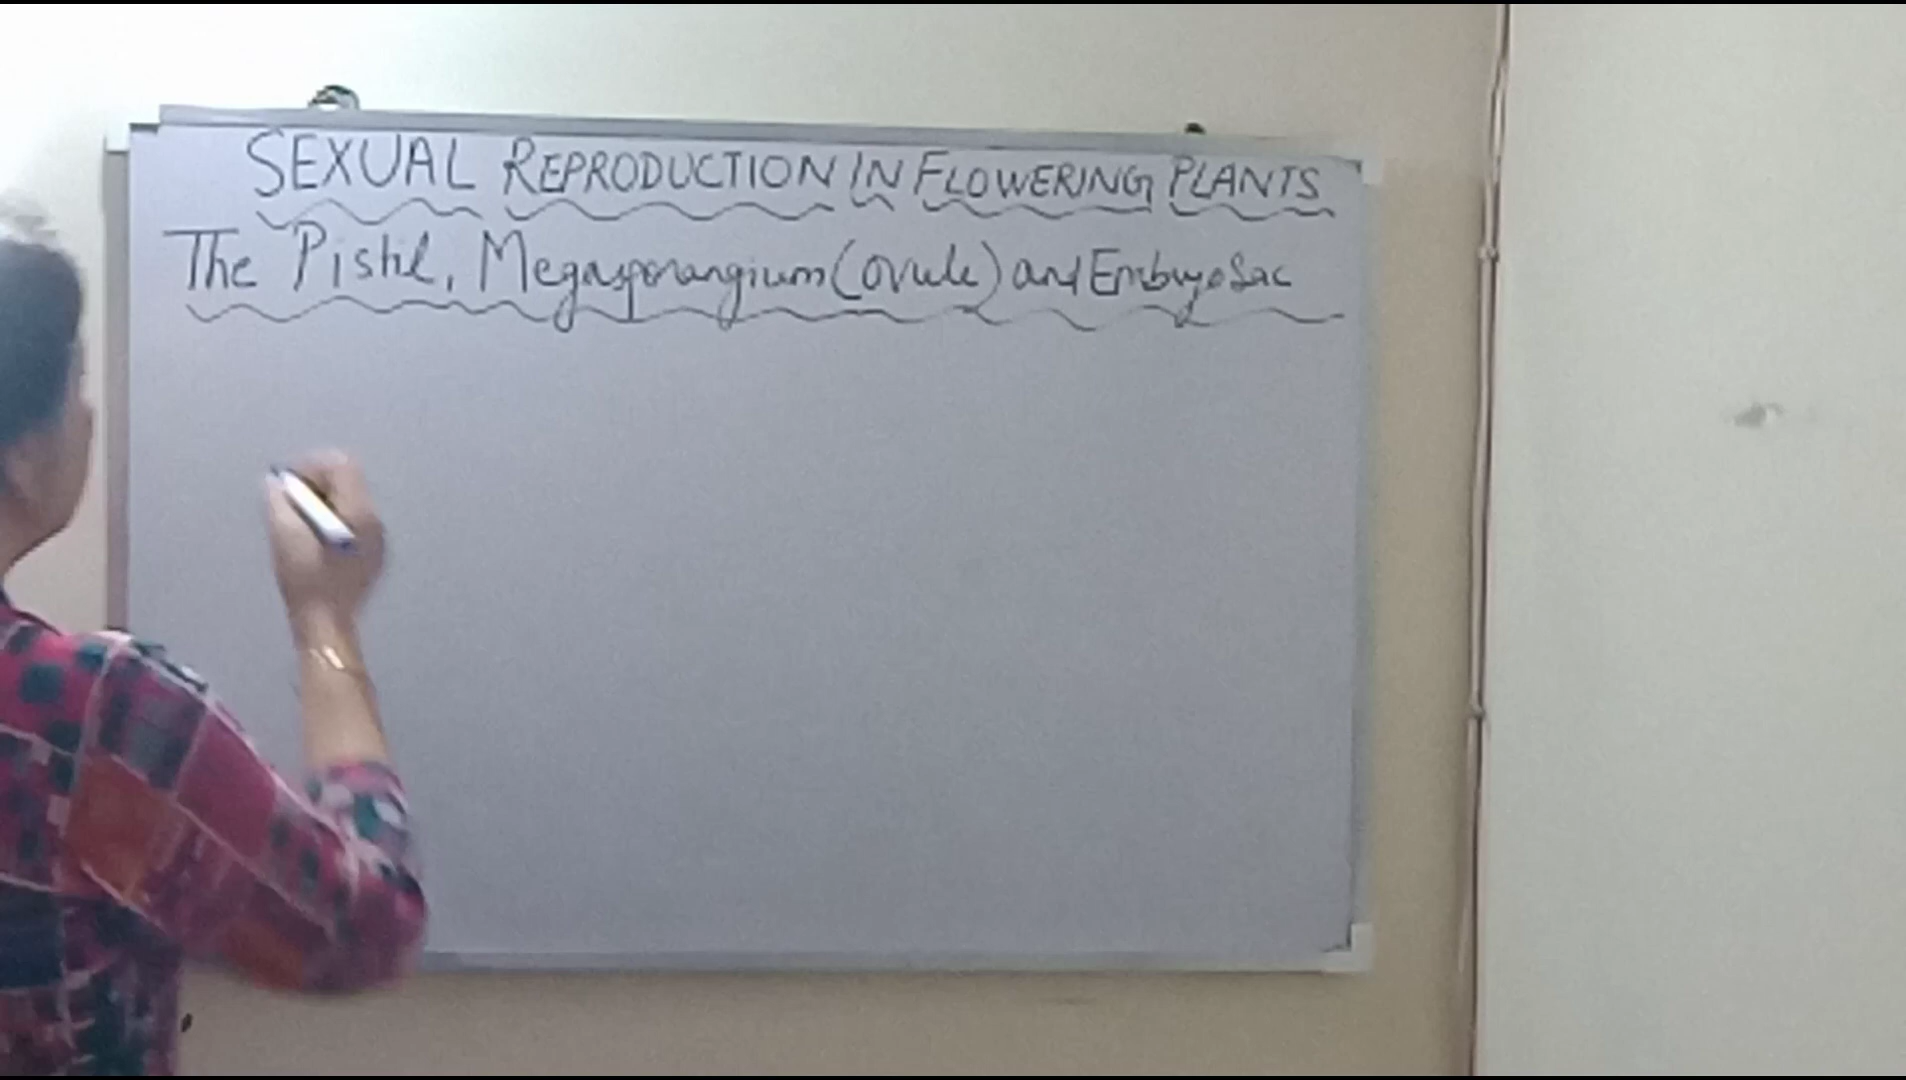 SEXUAL REPRODUCTION IN FLOWERING PLANTS
The Pistil, Megasporangium (ovule) and Embryo Sac